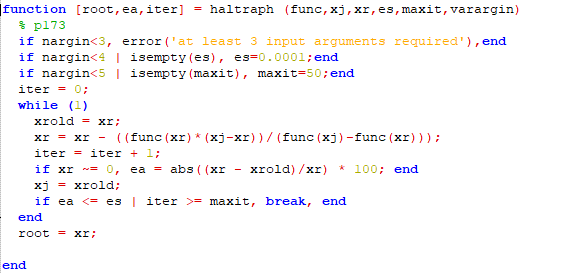 function [root,ea,iter] = haltraph (func,xj,xr,es,maxit,varargin)
% p173
if nargin<3, error('at least 3 input arguments required'),end
if nargin<4 | isempty(es), es=0.0001;end
if nargin<5 | isempty(maxit), maxit=50;end
iter = 0;
while (1)
xrold = xr;
xr = xr - ((func(xr)*(xj-xr))/(func(xj)-func(xr)));
iter = iter + 1;
if xr ~= 0, ea = abs((xr - xrold)/xr) * 100; end
xj = xrold;
if ea <= es | iter >= maxit, break, end
end
root = xr;
end